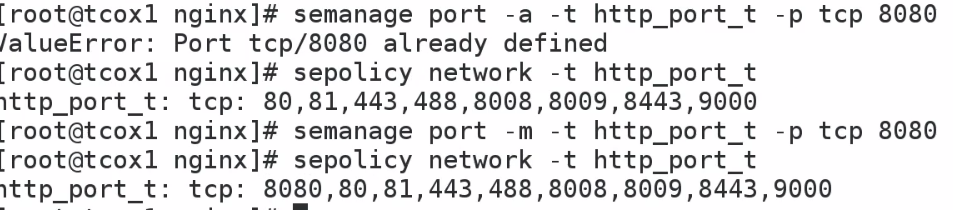 [root@tcox1 nginx]# semanage port -a -t http_port_t -p tcp 8080
ValueError: Port tcp/8080 already defined
[root@tcox1 nginx]# sepolicy network -t http_port_t
http_port_t: tcp: 80,81,443,488,8008,8009,8443,9000
[root@tcox1 nginx]# semanage port -m -t http_port_t -p tcp 8080
[root@tcox1 nginx]# sepolicy network -t http_port_t
http_port_t: tcp: 8080,80,81,443,488,8008,8009,8443,9000